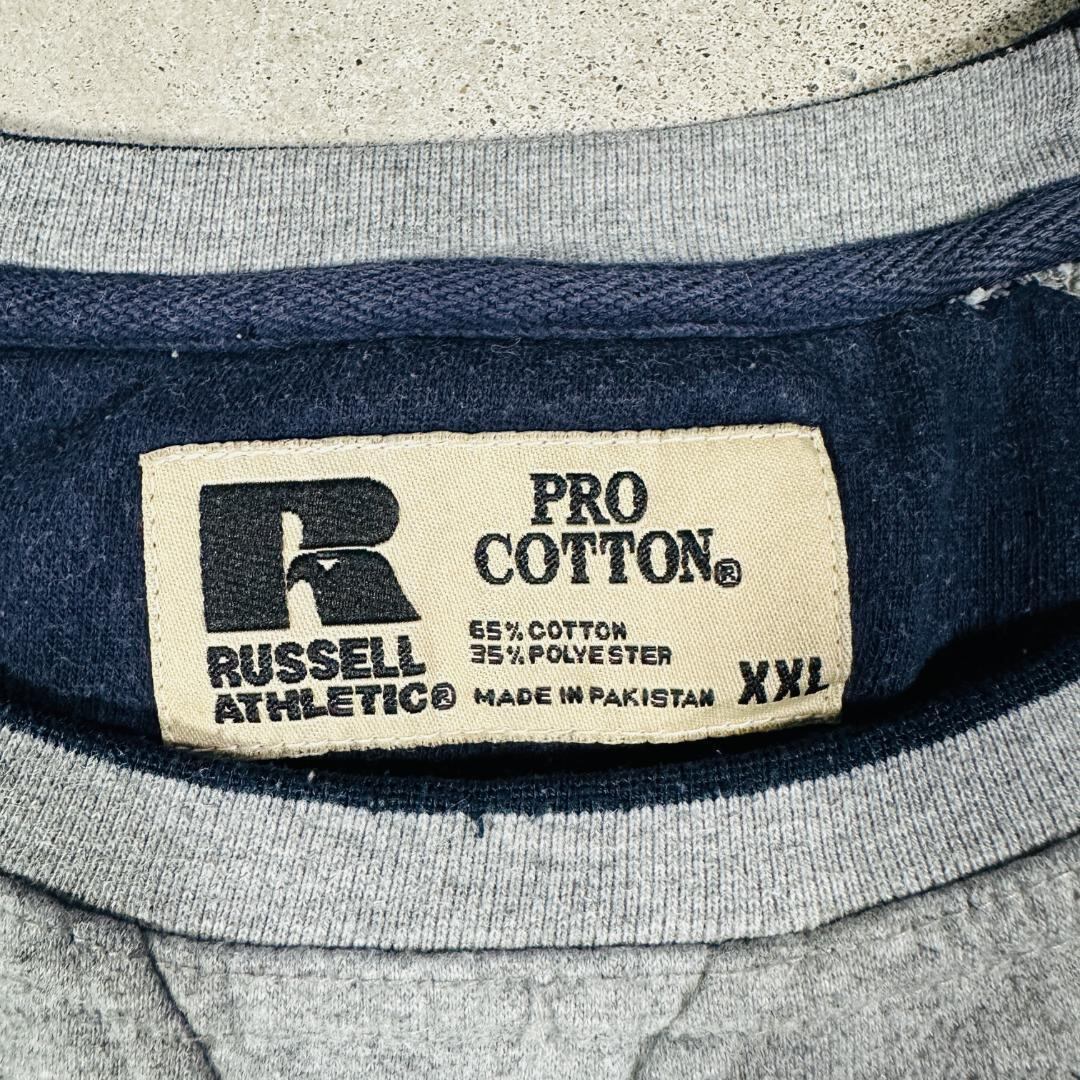 PRO
COTTON®
65% COTTON
35% POLYESTER
RUSSELL
ATHLETIC®
MADE IN PAKISTAN
XXL